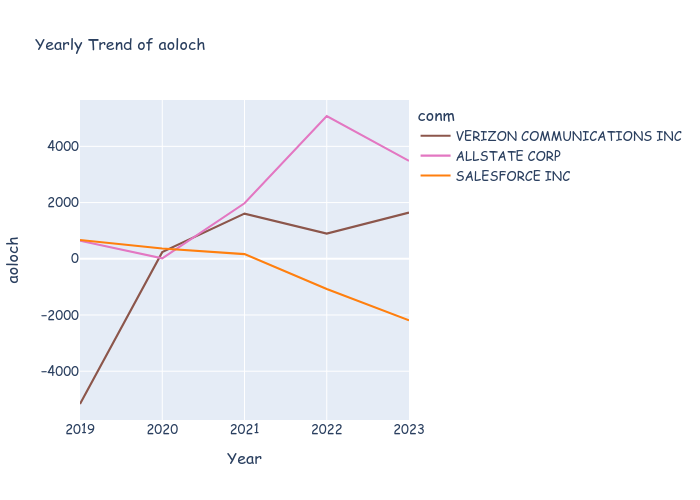 Yearly Trend of aoloch
conm
VERIZON COMMUNICATIONS INC
ALLSTATE CORP
SALESFORCE INC
aoloch
4000
2000
0
−2000
−4000
2019
2020
2021
2022
2023
Year